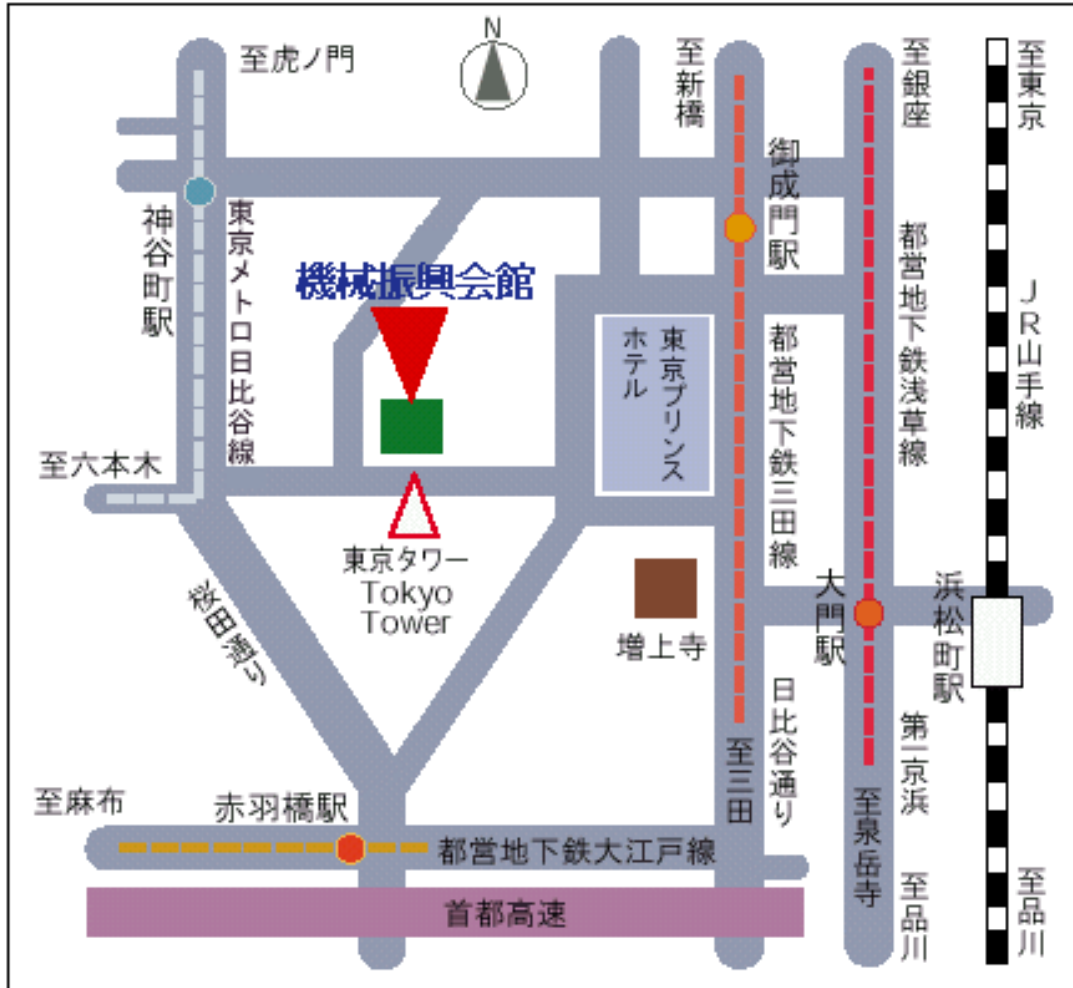 N
至虎ノ門
至新橋
至銀座
至東京
神谷町駅
東京メトロ日比谷線
機械振興会館
御成門駅
都営地下鉄浅草線
JR山手線
東京プリンス
ホテル
都営地下鉄三田線
至六本木
東京タワー
Tokyo
Tower
桜田通り
増上寺
大門駅
浜松町駅
日比谷通り
至三田
第一京浜
至泉岳寺
至麻布
赤羽橋駅
都営地下鉄大江戸線
首都高速
至品川
至品川